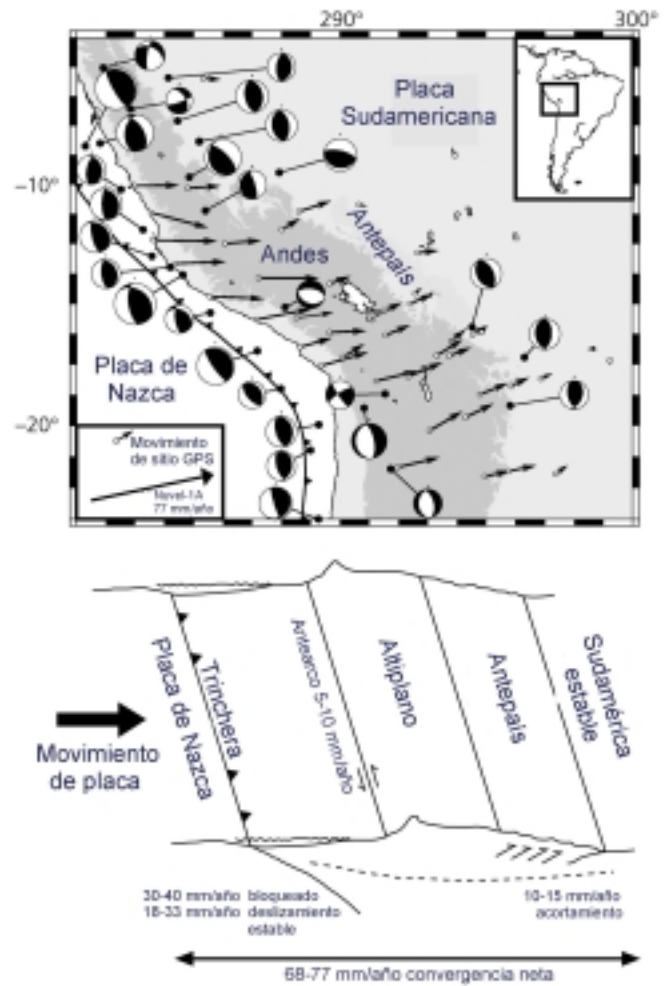 290°
300°
Placa
Sudamericana
−10°
Andes
Antepaís
Placa de
Nazca
−20°
Movimiento
de sitio GPS
Nuvel-1A
77 mm/año
Placa de Nazca
Trinchera
Antearco 5-10 mm/año
Altiplano
Antepaís
Sudamérica
estable
Movimiento
de placa
30-40 mm/año bloqueado
18-33 mm/año deslizamiento
estable
10-15 mm/año
acortamiento
68-77 mm/año convergencia neta